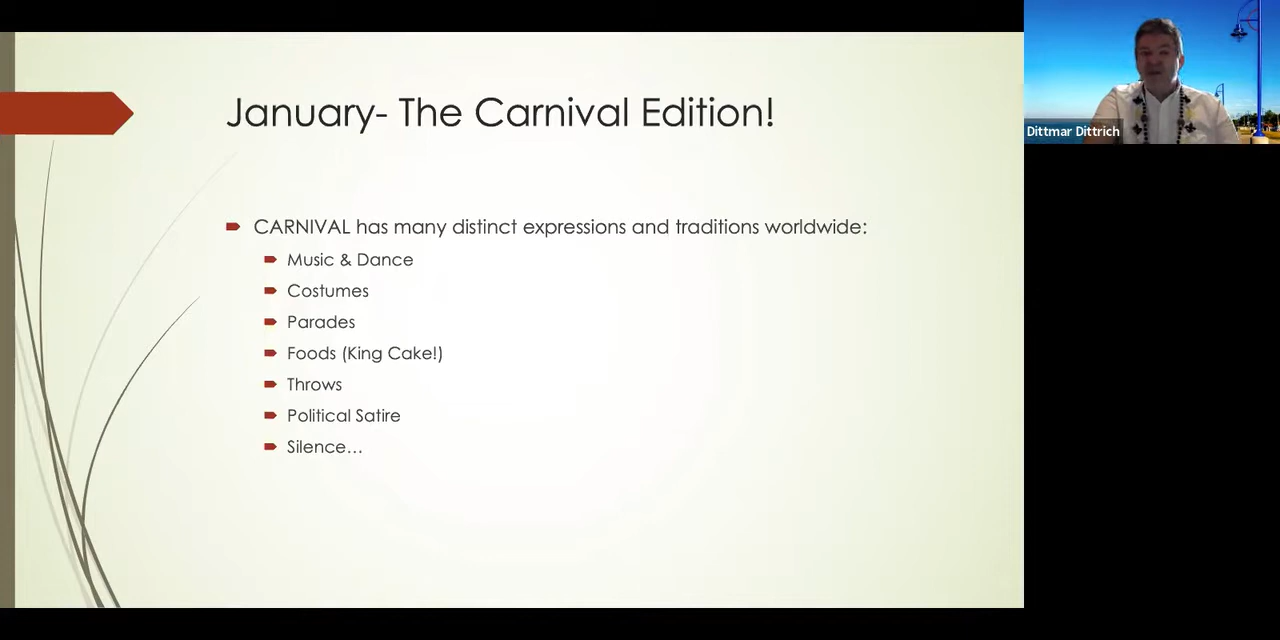 January- The Carnival Edition!
CARNIVAL has many distinct expressions and traditions worldwide:
Music & Dance
Costumes
Parades
Foods (King Cake!)
Throws
Political Satire
Silence…
Dittmar Dittrich